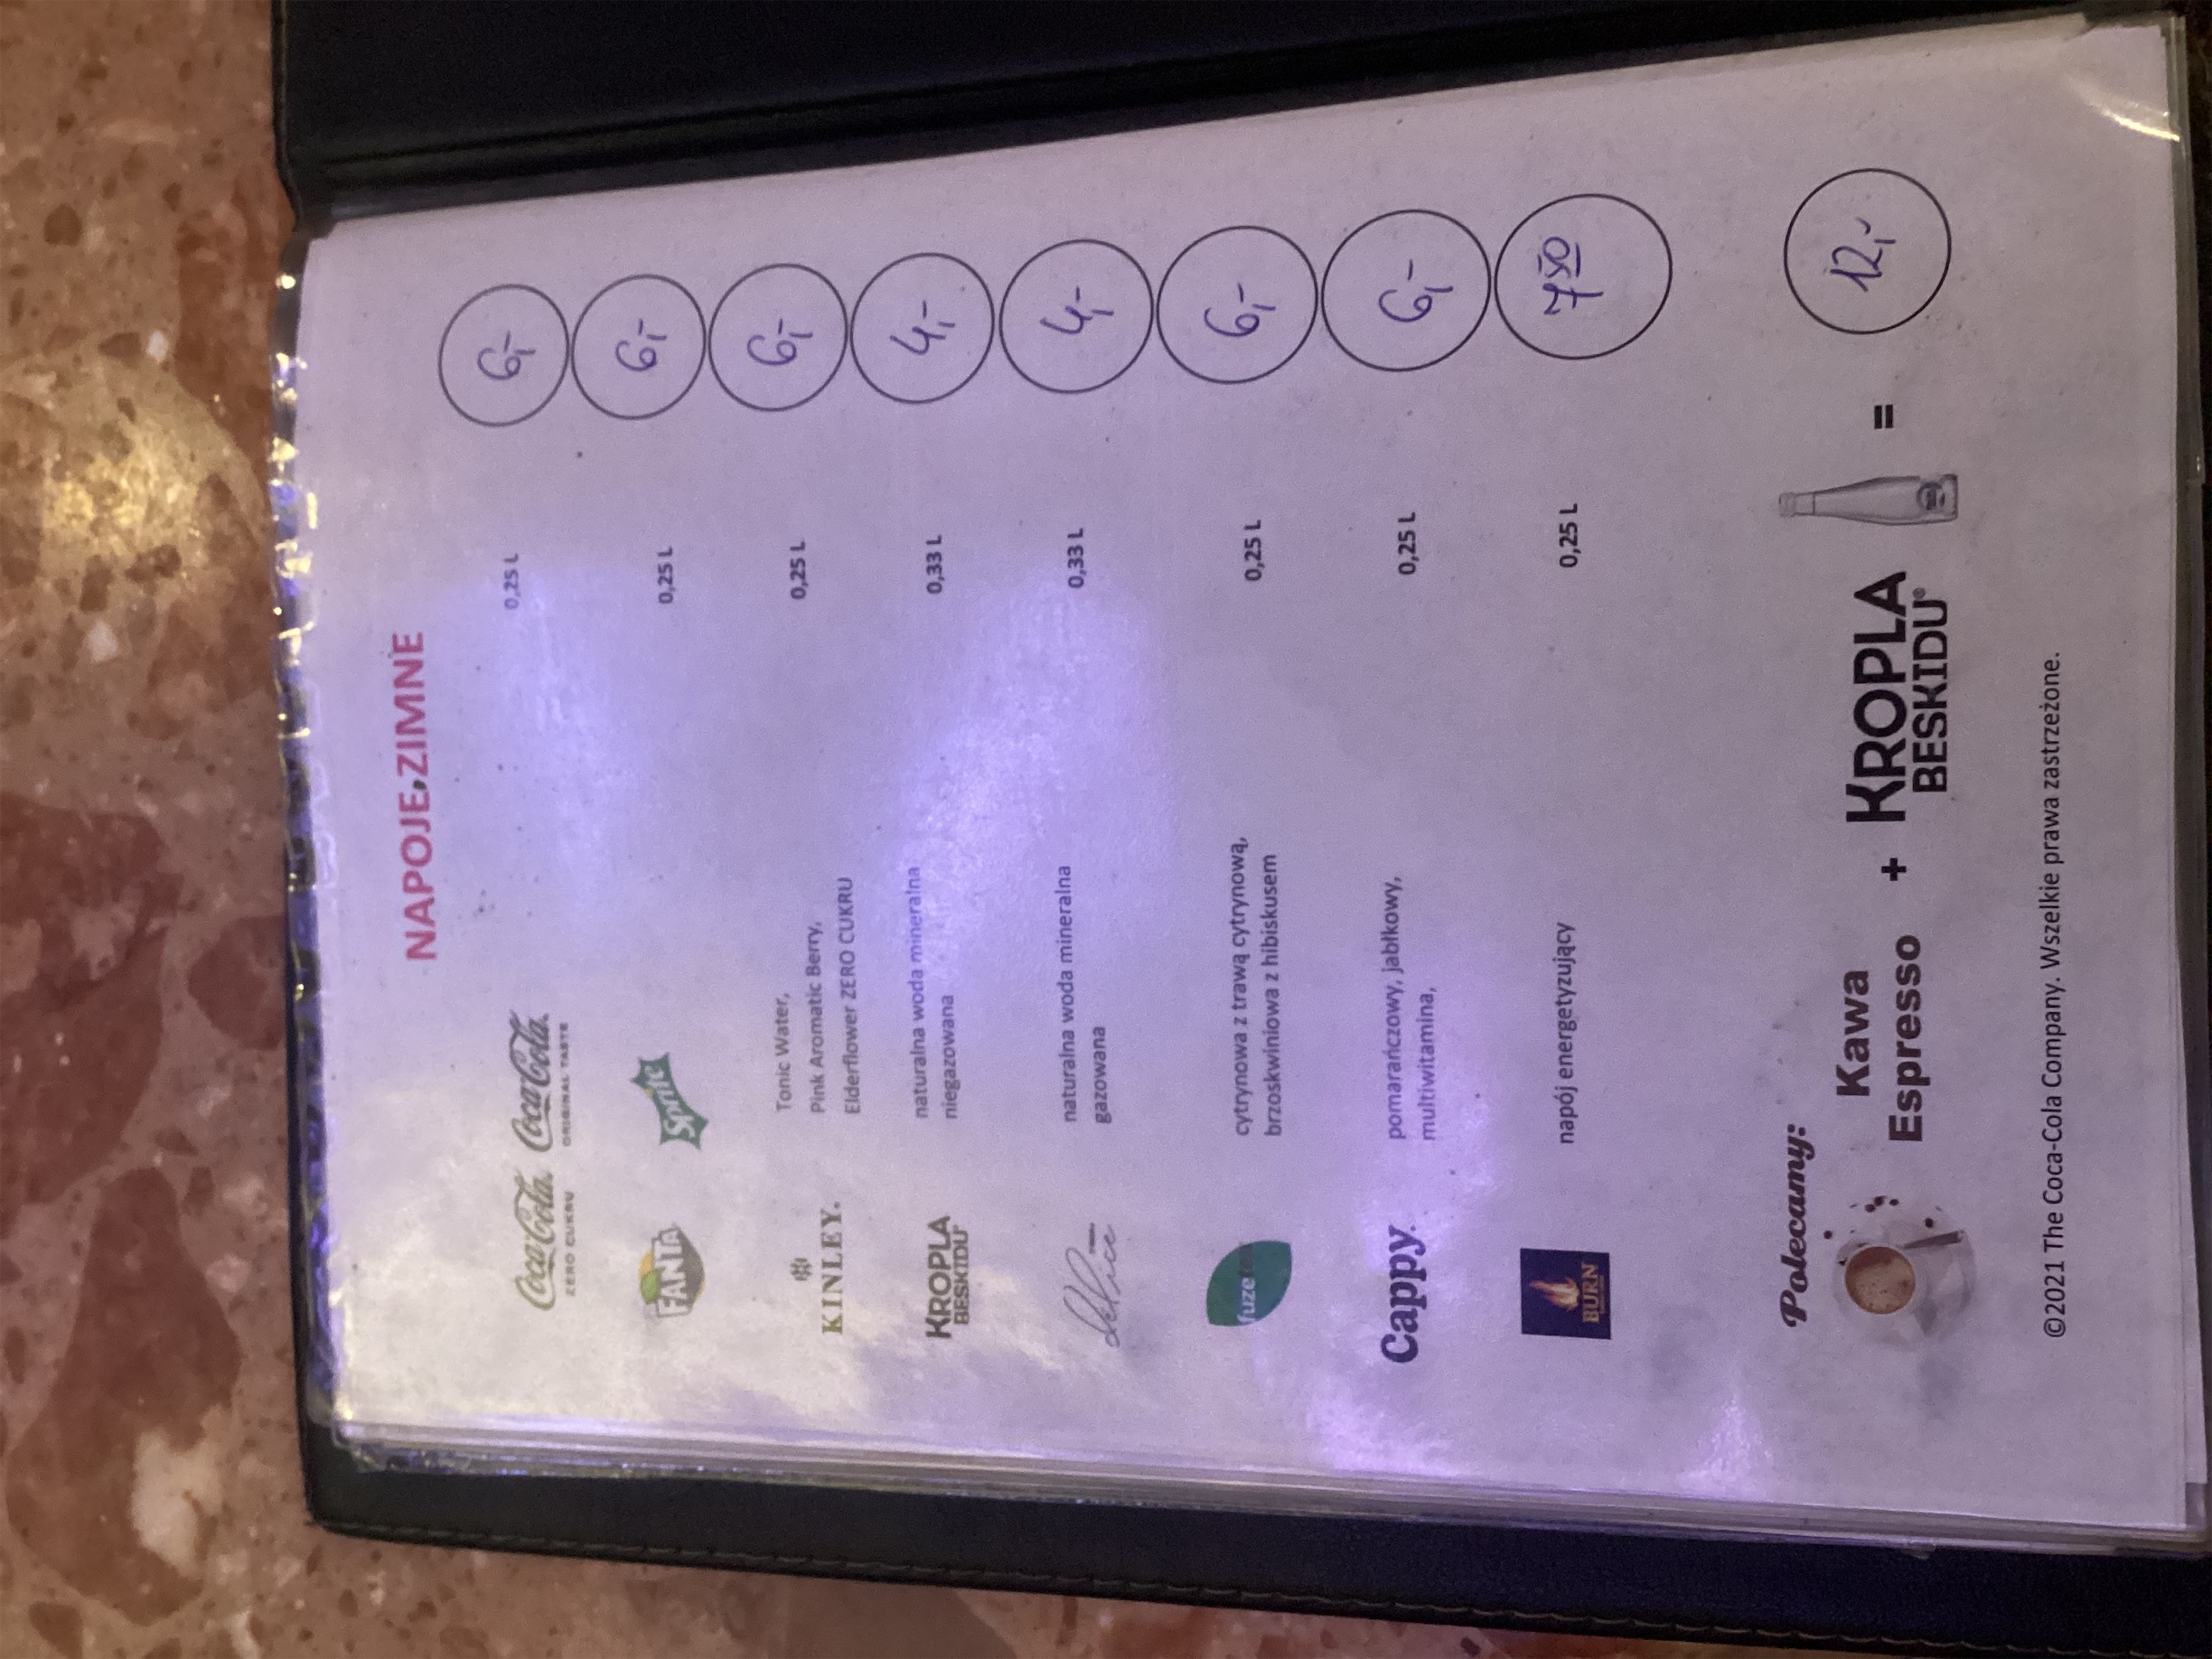 NAPOJE ZIMNE
Coca-Cola ZERO CUKRU Coca-Cola ORIGINAL TASTE 0,25 L 6,-
FANTA Sprite 0,25 L 6,-
KINLEY. Tonic Water,
Pink Aromatic Berry, 0,25 L 6,-
Elderflower ZERO CUKRU
KROPLA BESKIDU naturalna woda mineralna 0,33 L 4,-
niegazowana
naturalna woda mineralna 0,33 L 4,-
gazowana
fuze cytrynowa z trawą cytrynową, 0,25 L 6,-
brzoskwiniowa z hibiskusem
Cappy. pomarańczowy, jabłkowy, 0,25 L 6,-
multiwitamina,
BURN napój energetyzujący 0,25 L 7 50
Polecamy:
Kawa
Espresso + KROPLA BESKIDU® = 12,-
©2021 The Coca-Cola Company. Wszelkie prawa zastrzeżone.